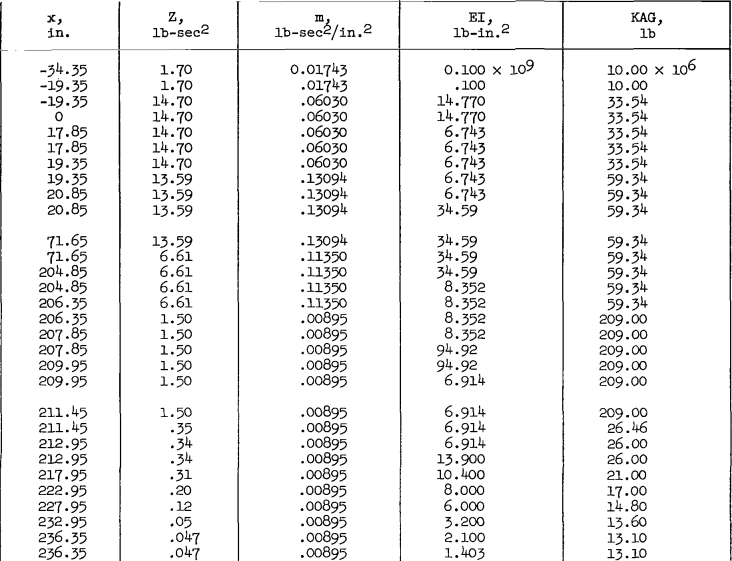 x, Z, m, EI, KAG,
in. lb-sec2 lb-sec2/in.2 lb-in.2 lb
-34.35 1.70 0.01743 0.100 × 109 10.00 × 106
-19.35 1.70 .01743 .100 10.00
-19.35 14.70 .06030 14.770 33.54
0 14.70 .06030 14.770 33.54
17.85 14.70 .06030 6.743 33.54
17.85 14.70 .06030 6.743 33.54
19.35 14.70 .06030 6.743 33.54
19.35 13.59 .13094 6.743 59.34
20.85 13.59 .13094 6.743 59.34
20.85 13.59 .13094 34.59 59.34
71.65 13.59 .13094 34.59 59.34
71.65 6.61 .11350 34.59 59.34
204.85 6.61 .11350 34.59 59.34
204.85 6.61 .11350 8.352 59.34
206.35 6.61 .11350 8.352 59.34
206.35 1.50 .00895 8.352 209.00
207.85 1.50 .00895 8.352 209.00
207.85 1.50 .00895 94.92 209.00
209.95 1.50 .00895 94.92 209.00
209.95 1.50 .00895 6.914 209.00
211.45 1.50 .00895 6.914 209.00
211.45 .35 .00895 6.914 26.46
212.95 .34 .00895 6.914 26.00
212.95 .34 .00895 13.900 26.00
217.95 .31 .00895 10.400 21.00
222.95 .20 .00895 8.000 17.00
227.95 .12 .00895 6.000 14.80
232.95 .05 .00895 3.200 13.60
236.35 .047 .00895 2.100 13.10
236.35 .047 .00895 1.403 13.10